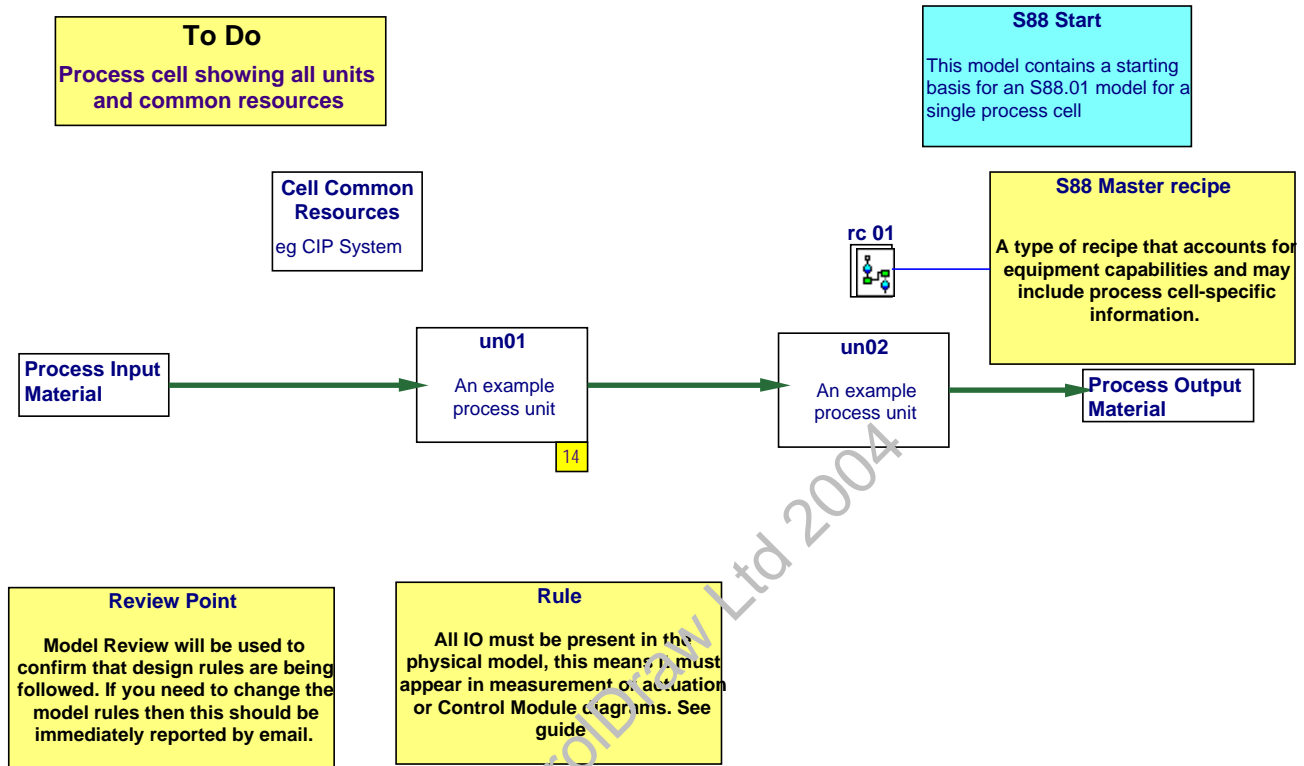 To Do
Process cell showing all units
and common resources
S88 Start
This model contains a starting
basis for an S88.01 model for a
single process cell
Cell Common
Resources
eg CIP System
rc 01
S88 Master recipe
A type of recipe that accounts for
equipment capabilities and may
include process cell-specific
information.
Process Input
Material
un01
An example
process unit
14
un02
An example
process unit
Process Output
Material
Review Point
Model Review will be used to
confirm that design rules are being
followed. If you need to change the
model rules then this should be
immediately reported by email.
Rule
All IO must be present in the
physical model, this means it must
appear in measurement or actuation
or Control Module diagrams. See
guide
rolDraw Ltd 2004